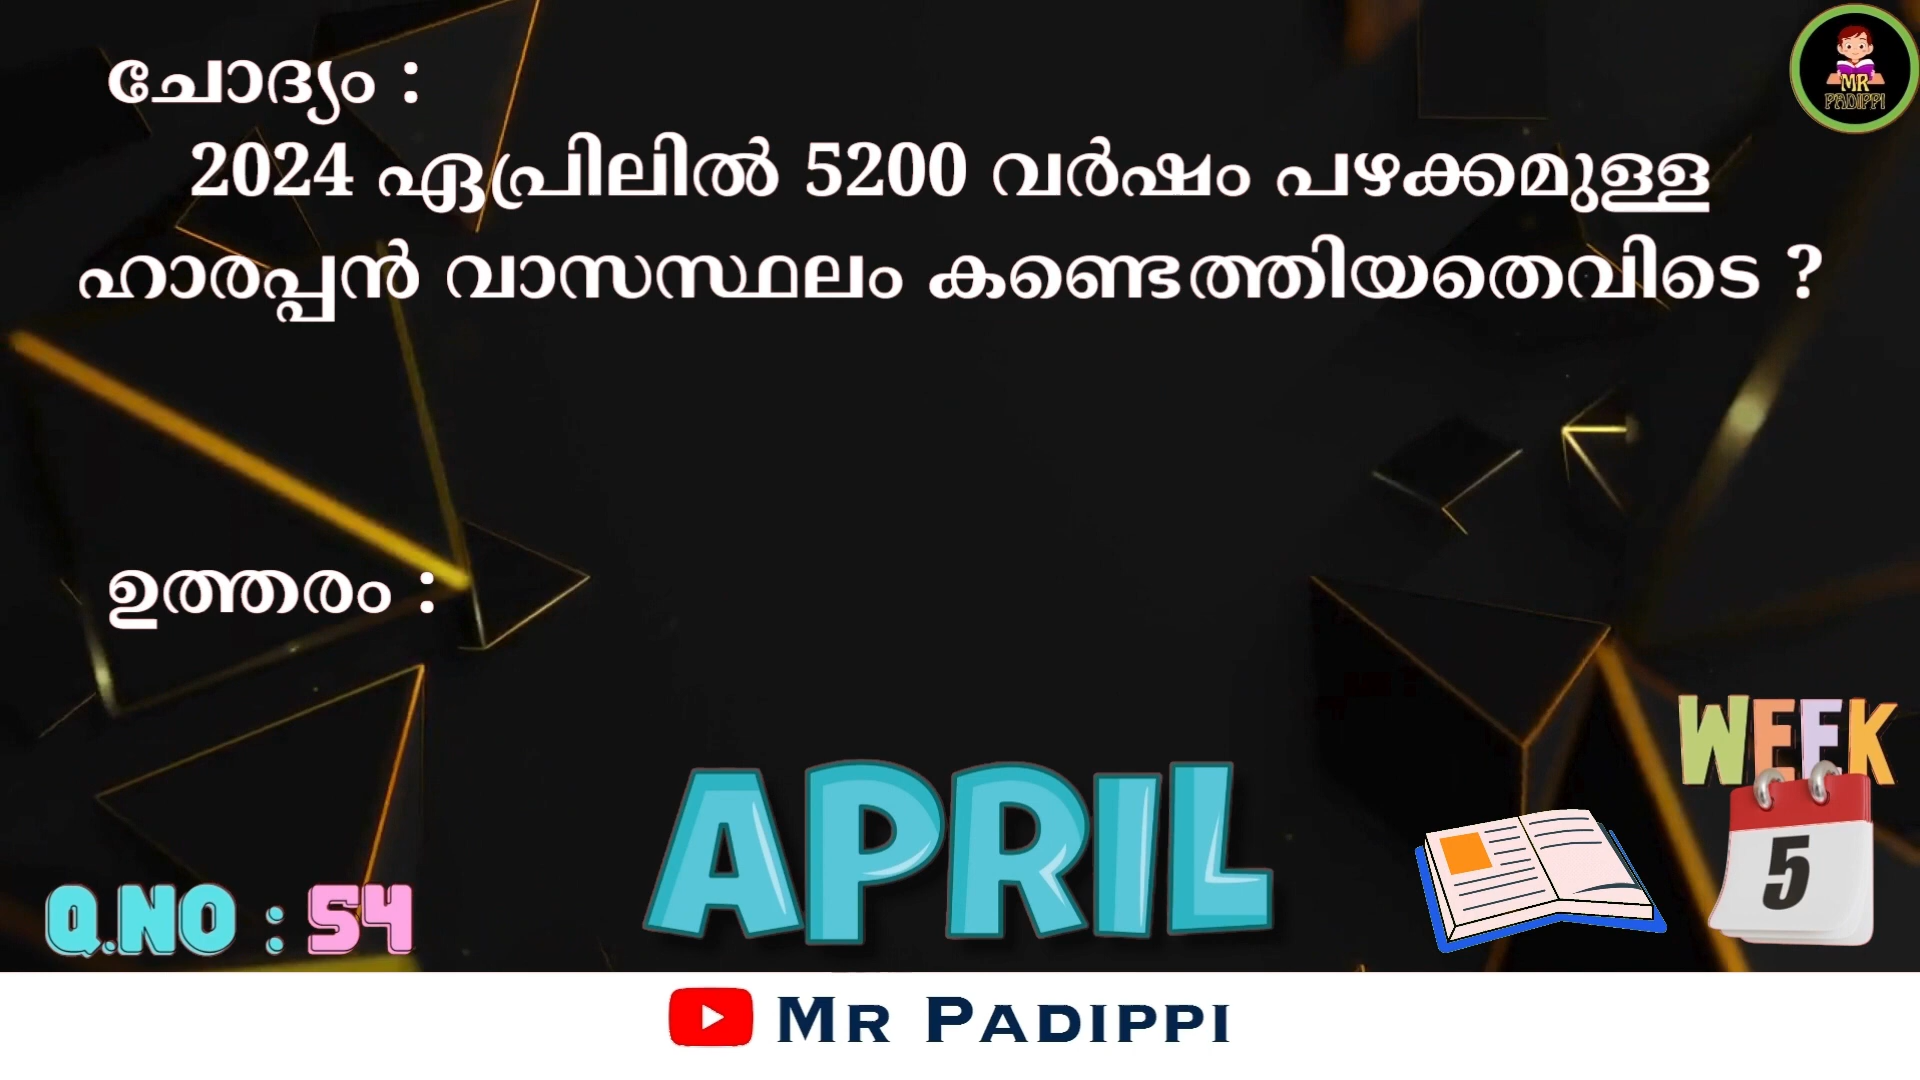 ചോദ്യം :
MR
PADIPPI
2024 ഏപ്രിലിൽ 5200 വർഷം പഴക്കമുള്ള
ഹാരപ്പൻ വാസസ്ഥലം കണ്ടെത്തിയതെവിടെ ?
ഉത്തരം :
WEEK
5
APRIL
Q.NO : 54
MR PADIPPI